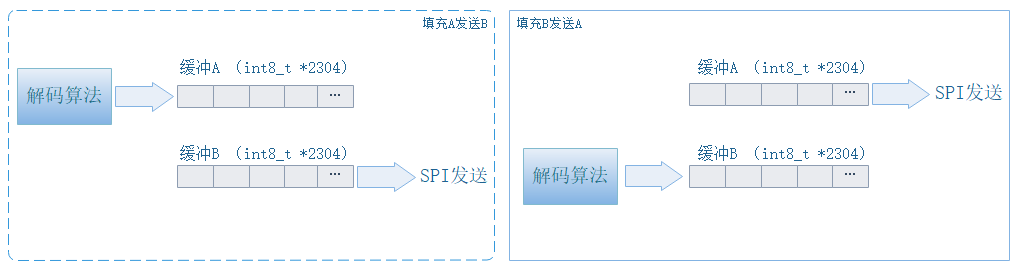 填充A发送B
缓冲A （int8_t *2304）
解码算法
...
缓冲B （int8_t *2304）
...
SPI发送
填充B发送A
缓冲A （int8_t *2304）
...
SPI发送
缓冲B （int8_t *2304）
解码算法
...